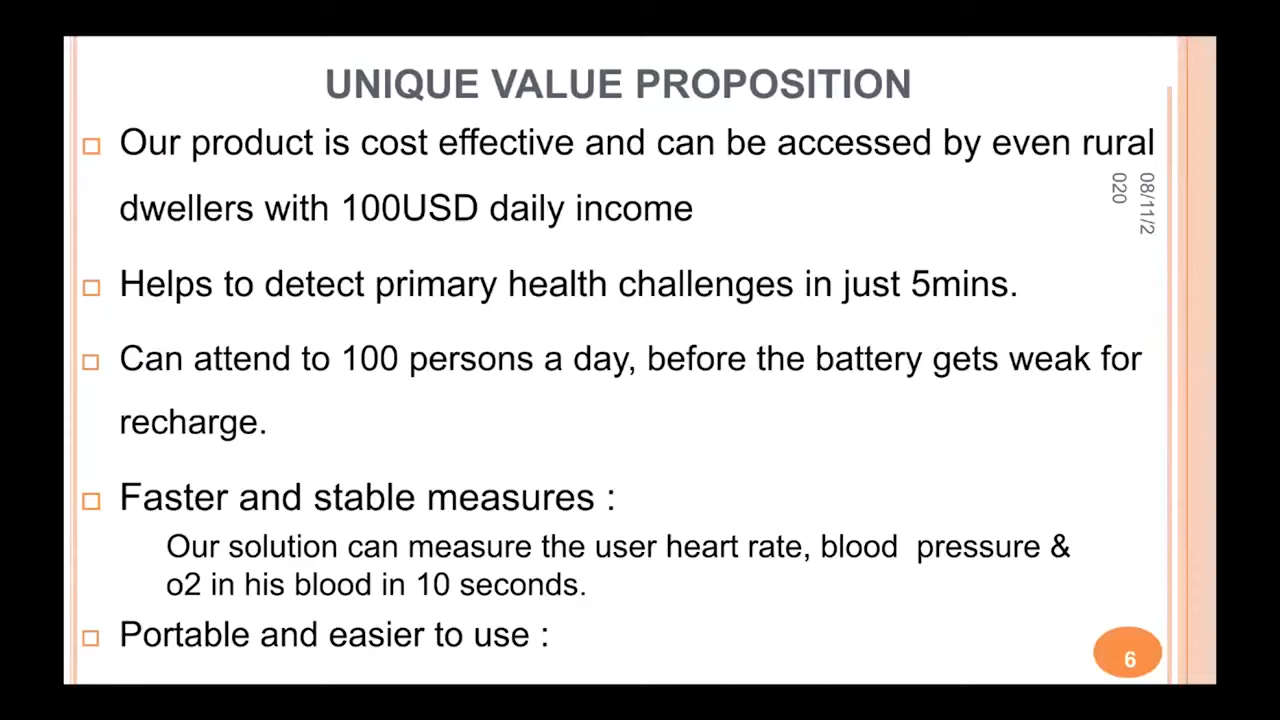 UNIQUE VALUE PROPOSITION
Our product is cost effective and can be accessed by even rural
dwellers with 100USD daily income
Helps to detect primary health challenges in just 5mins.
Can attend to 100 persons a day, before the battery gets weak for
recharge.
Faster and stable measures :
Our solution can measure the user heart rate, blood  pressure &
o2 in his blood in 10 seconds.
Portable and easier to use :
08/11/2
020
6